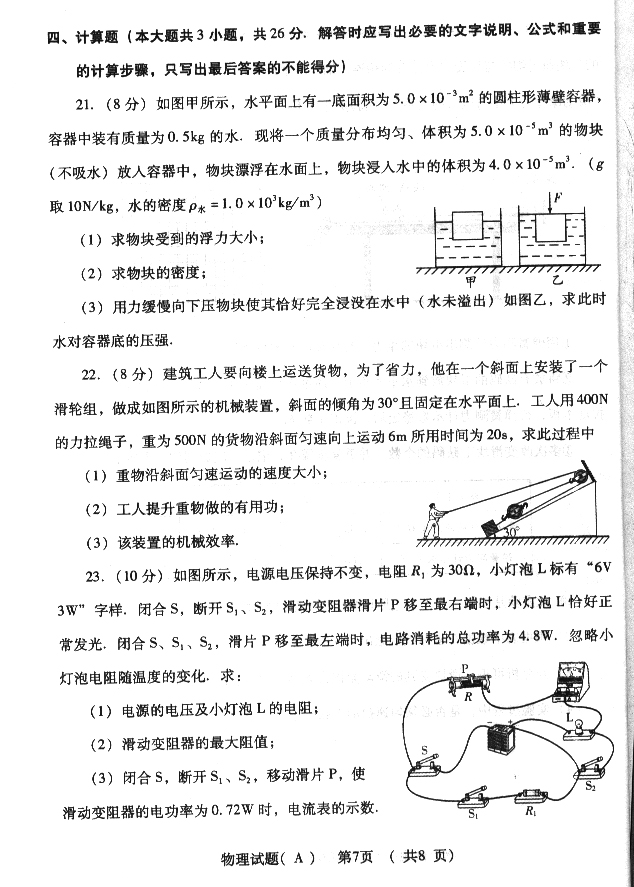 四、计算题（本大题共3小题，共26分．解答时应写出必要的文字说明、公式和重要
的计算步骤，只写出最后答案的不能得分）
21.（8分）如图甲所示，水平面上有一底面积为5.0×10⁻³m²的圆柱形薄壁容器，
容器中装有质量为0.5kg的水．现将一个质量分布均匀、体积为5.0×10⁻⁵m³的物块
（不吸水）放入容器中，物块漂浮在水面上，物块浸入水中的体积为4.0×10⁻⁵m³．（g
取10N/kg，水的密度ρ水=1.0×10³kg/m³）
F
（1）求物块受到的浮力大小；
（2）求物块的密度；
甲 乙
（3）用力缓慢向下压物块使其恰好完全浸没在水中（水未溢出）如图乙，求此时
水对容器底的压强．
22.（8分）建筑工人要向楼上运送货物，为了省力，他在一个斜面上安装了一个
滑轮组，做成如图所示的机械装置，斜面的倾角为30°且固定在水平面上．工人用400N
的力拉绳子，重为500N的货物沿斜面匀速向上运动6m所用时间为20s，求此过程中
（1）重物沿斜面匀速运动的速度大小；
（2）工人提升重物做的有用功；
（3）该装置的机械效率．
30°
23.（10分）如图所示，电源电压保持不变，电阻R₁为30Ω，小灯泡L标有“6V
3W”字样．闭合S，断开S₁、S₂，滑动变阻器滑片P移至最右端时，小灯泡L恰好正
常发光．闭合S、S₁、S₂，滑片P移至最左端时，电路消耗的总功率为4.8W．忽略小
灯泡电阻随温度的变化．求：
P
R
（1）电源的电压及小灯泡L的电阻；
L
− +
（2）滑动变阻器的最大阻值；
S
（3）闭合S，断开S₁、S₂，移动滑片P，使
S₂
滑动变阻器的电功率为0.72W时，电流表的示数．
S₁ R₁
物理试题（A） 第7页 （共8页）